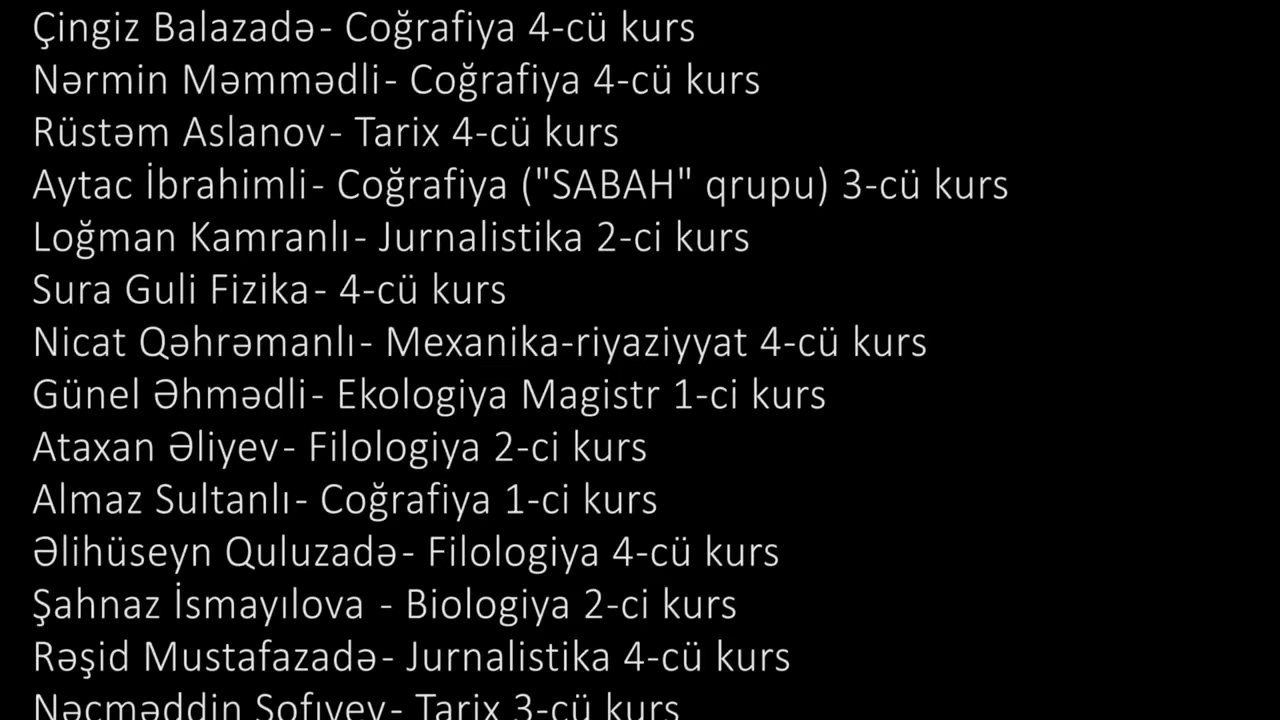 Çingiz Balazadə- Coğrafiya 4-cü kurs
Nərmin Məmmədli- Coğrafiya 4-cü kurs
Rüstəm Aslanov- Tarix 4-cü kurs
Aytac İbrahimli- Coğrafiya ("SABAH" qrupu) 3-cü kurs
Loğman Kamranlı- Jurnalistika 2-ci kurs
Sura Guli Fizika- 4-cü kurs
Nicat Qəhrəmanlı- Mexanika-riyaziyyat 4-cü kurs
Günel Əhmədli- Ekologiya Magistr 1-ci kurs
Ataxan Əliyev- Filologiya 2-ci kurs
Almaz Sultanlı- Coğrafiya 1-ci kurs
Əlihüseyn Quluzadə- Filologiya 4-cü kurs
Şahnaz İsmayılova - Biologiya 2-ci kurs
Rəşid Mustafazadə- Jurnalistika 4-cü kurs
Nəcməddin Sofıyev- Tarix 3-cü kurs